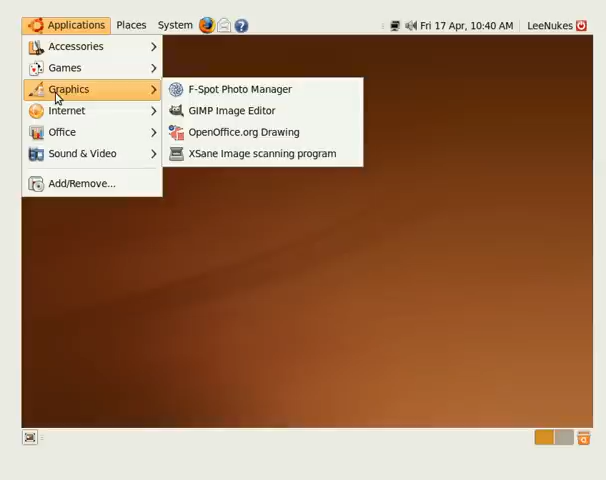 Applications Places System Fri 17 Apr, 10:40 AM LeeNukes
Accessories
Games
Graphics
Internet
Office
Sound & Video
Add/Remove...
F-Spot Photo Manager
GIMP Image Editor
OpenOffice.org Drawing
XSane Image scanning program